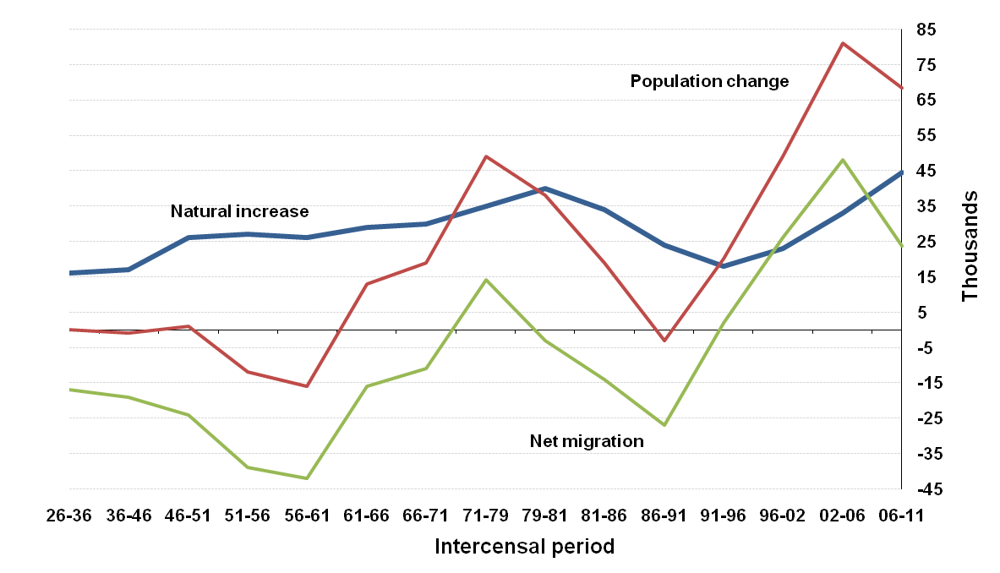 85
75
Population change
65
55
45
Natural increase
35
25
15
5
-5
-15
-25
Net migration
-35
-45
Thousands
26-36 36-46 46-51 51-56 56-61 61-66 66-71 71-79 79-81 81-86 86-91 91-96 96-02 02-06 06-11
Intercensal period